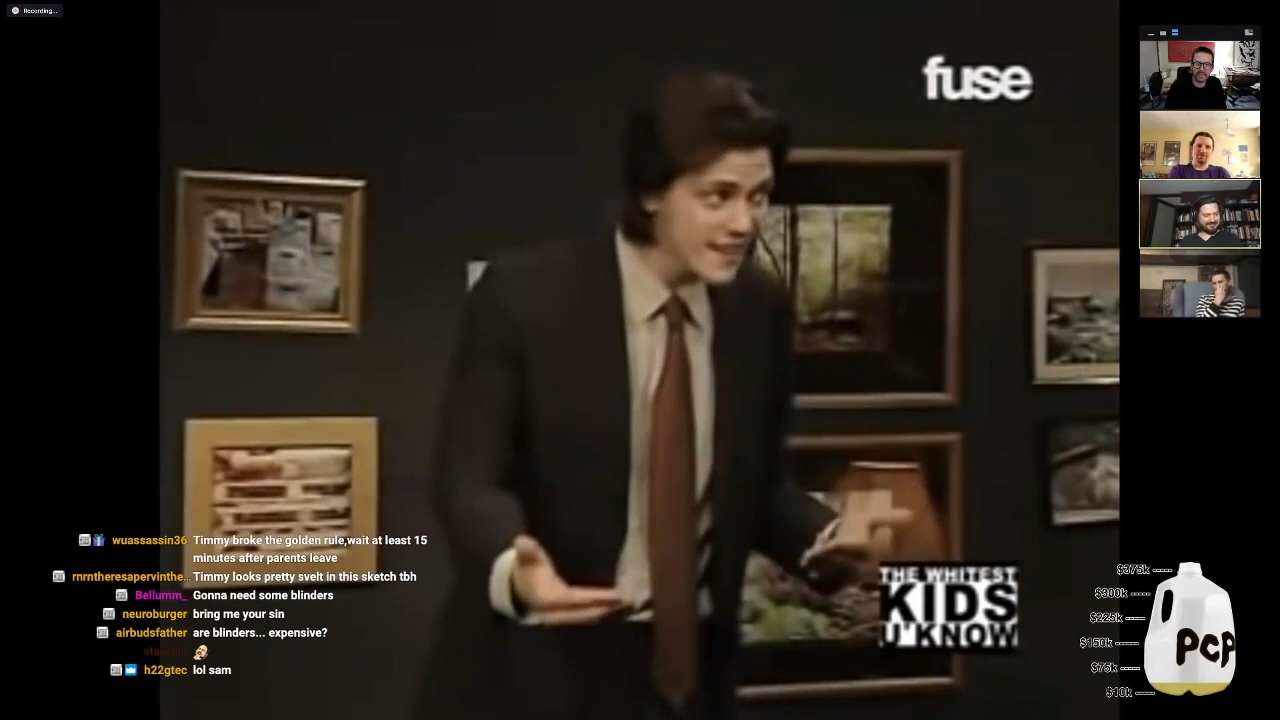 Recording...
fuse
THE WHITEST
KIDS
U'KNOW
wuassassin36 Timmy broke the golden rule,wait at least 15
minutes after parents leave
rnrntheresapervinthe... Timmy looks pretty svelt in this sketch tbh
Bellumm_ Gonna need some blinders
neuroburger bring me your sin
airbudsfather are blinders... expensive?
h22gtec lol sam
$375k ----
$300k ----
$225k ----
$150k ----
$75k ----
$10k ----
PCP